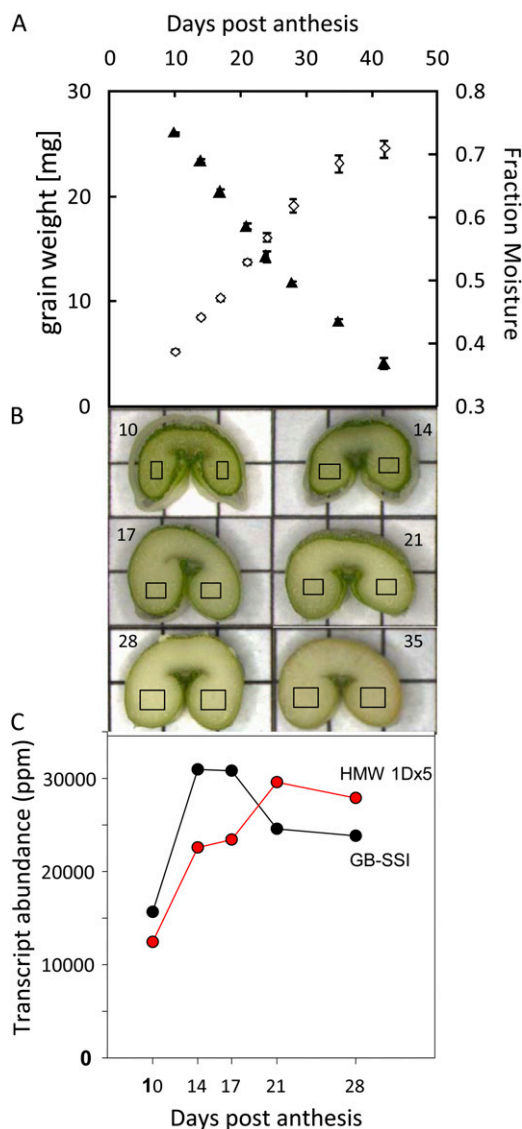 A
Days post anthesis
0 10 20 30 40 50
30
20
10
0
grain weight [mg]
0.8
0.7
0.6
0.5
0.4
0.3
Fraction Moisture
B
10
14
17
21
28
35
C
Transcript abundance (ppm)
30000
20000
10000
0
HMW 1Dx5
GB-SSI
10 14 17 21 28
Days post anthesis